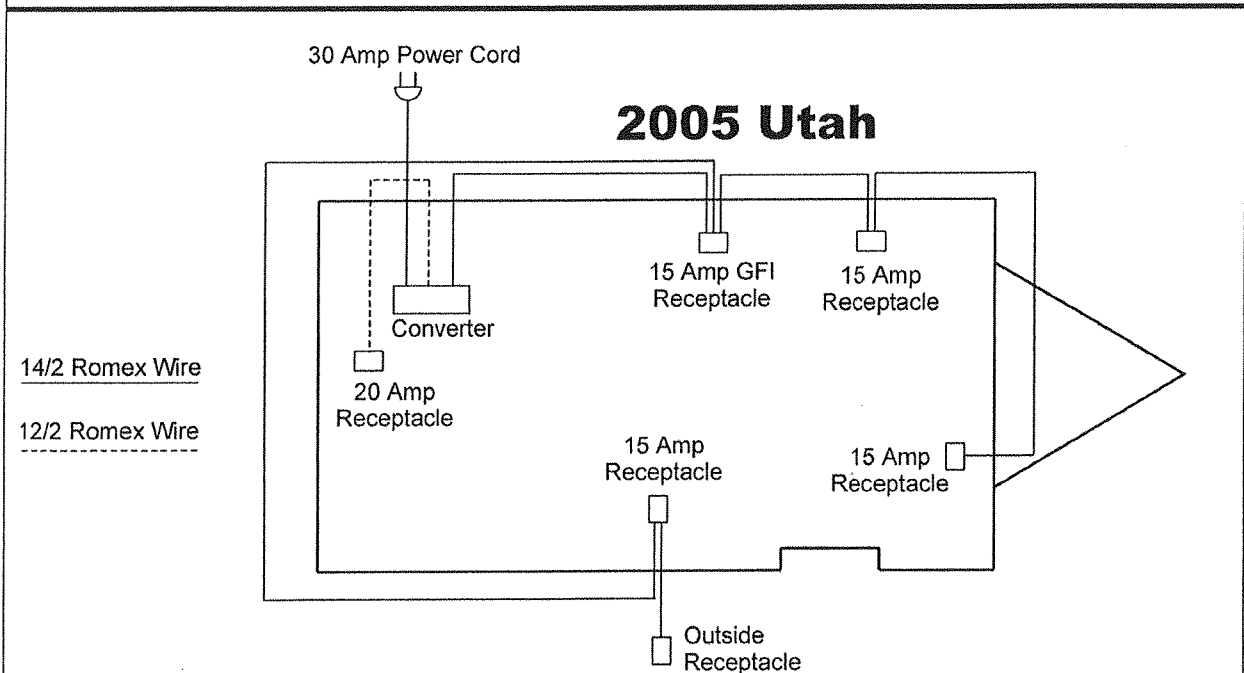 30 Amp Power Cord
2005 Utah
15 Amp GFI
Receptacle
15 Amp
Receptacle
Converter
14/2 Romex Wire
20 Amp
Receptacle
12/2 Romex Wire
15 Amp
Receptacle
15 Amp
Receptacle
Outside
Receptacle